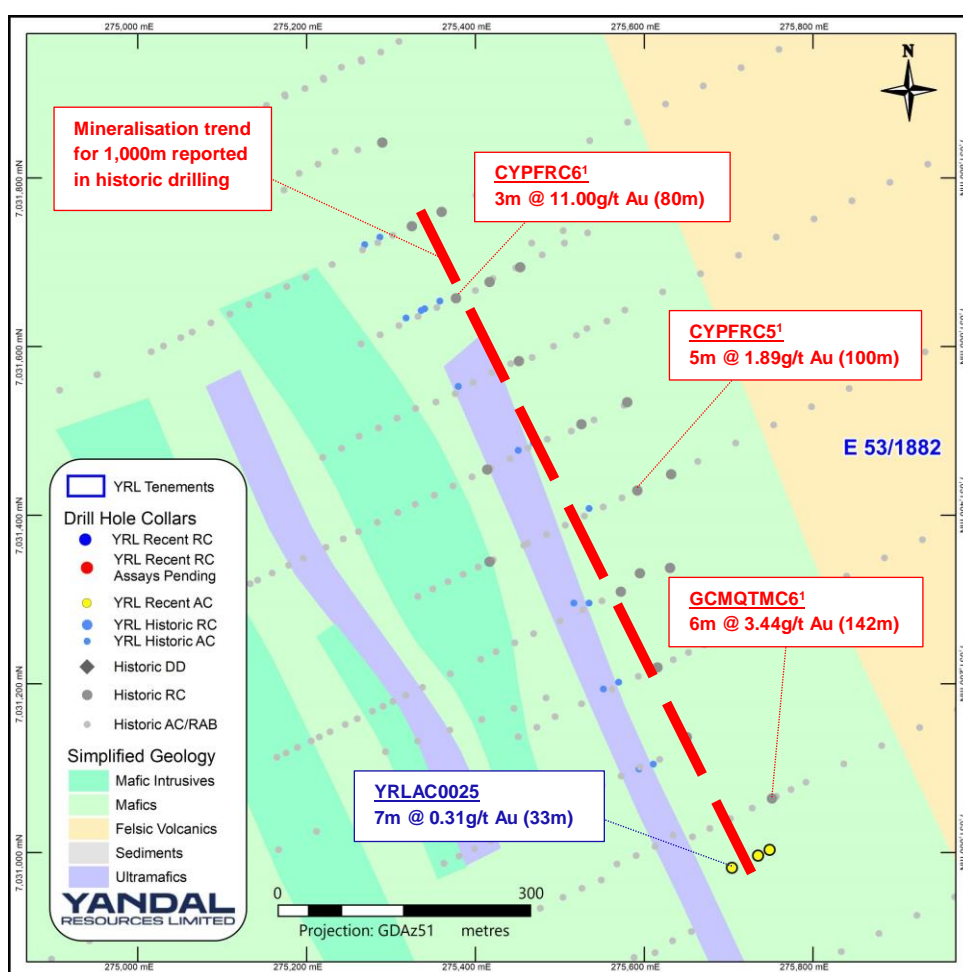 275,000 mE
275,200 mE
275,400 mE
275,600 mE
275,800 mE
N
Mineralisation trend
for 1,000m reported
in historic drilling
CYPFRC6¹
3m @ 11.00g/t Au (80m)
7,031,800 mN
7,031,600 mN
CYPFRC5¹
5m @ 1.89g/t Au (100m)
E 53/1882
YRL Tenements
Drill Hole Collars
YRL Recent RC
YRL Recent RC
Assays Pending
YRL Recent AC
YRL Historic RC
YRL Historic AC
Historic DD
Historic RC
Historic AC/RAB
Simplified Geology
Mafic Intrusives
Mafics
Felsic Volcanics
Sediments
Ultramafics
YANDAL
RESOURCES LIMITED
7,031,400 mN
GCMQTMC6¹
6m @ 3.44g/t Au (142m)
7,031,200 mN
YRLAC0025
7m @ 0.31g/t Au (33m)
7,031,000 mN
0
300
Projection: GDAz51 metres
275,000 mE
275,200 mE
275,400 mE
275,600 mE
275,800 mE